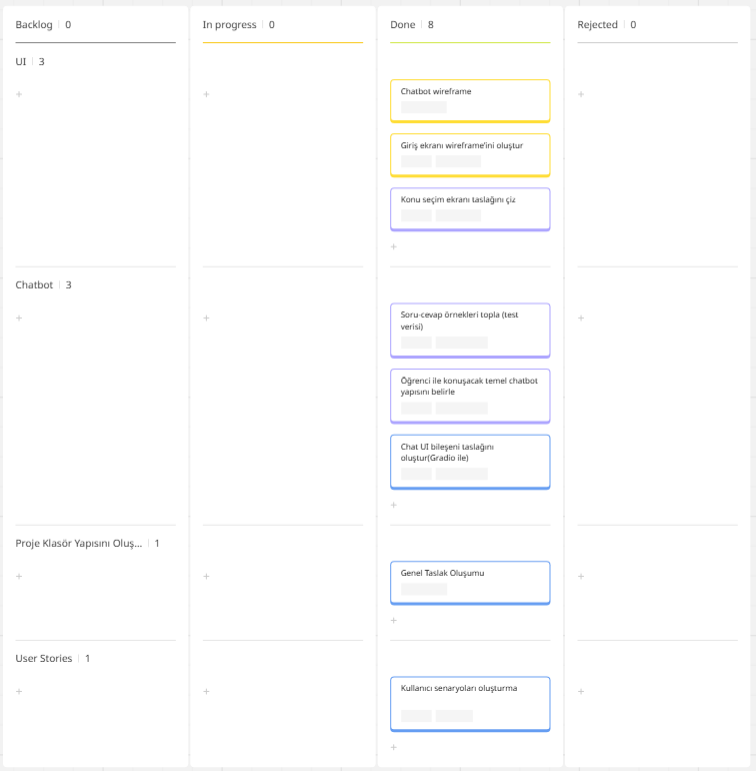 Backlog 0
In progress 0
Done 8
Rejected 0
UI 3
+
+
+
Chatbot wireframe
Giriş ekranı wireframe'ini oluştur
Konu seçim ekranı taslağını çiz
+
Chatbot 3
+
+
+
Soru-cevap örnekleri topla (test
verisi)
Öğrenci ile konuşacak temel chatbot
yapısını belirle
Chat UI bileşeni taslağını
oluştur(Gradio ile)
+
Proje Klasör Yapısını Oluş... 1
+
+
+
Genel Taslak Oluşumu
+
User Stories 1
+
+
+
Kullanıcı senaryoları oluşturma
+